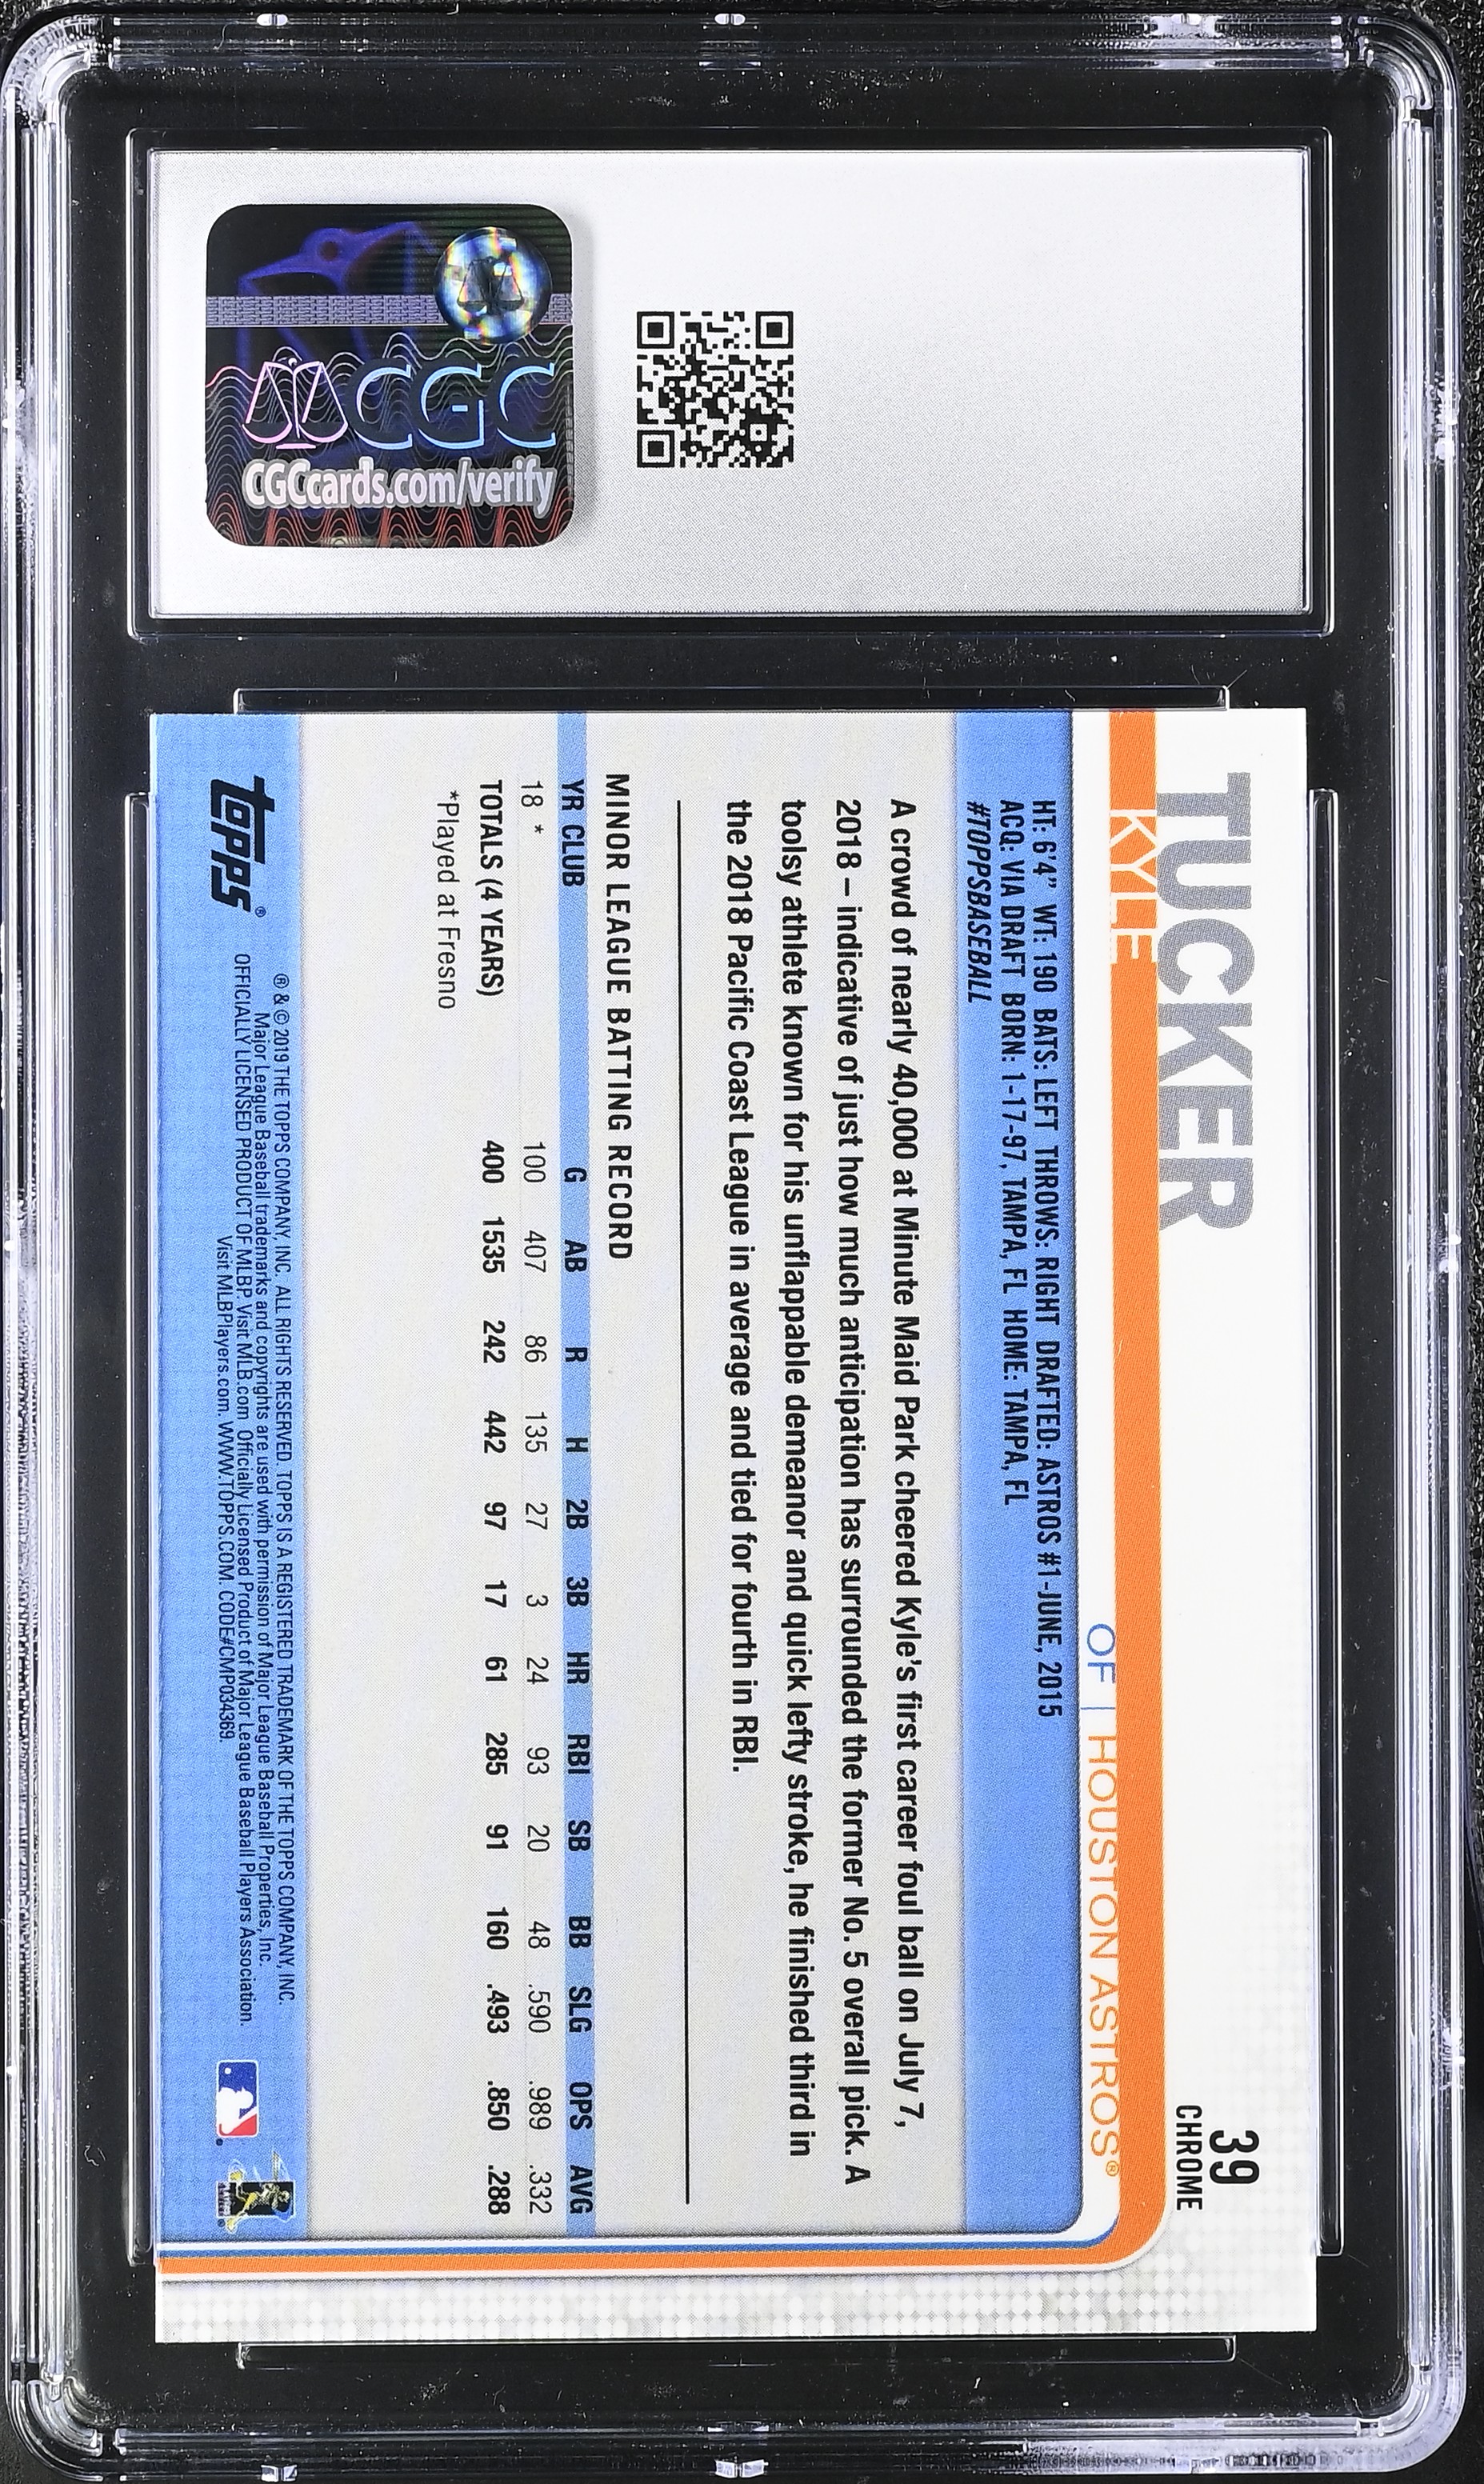 CGC
CGCcards.com/verify
TUCKER
KYLE
39
CHROME
OF | HOUSTON ASTROS®
HT: 6'4" WT: 190 BATS: LEFT THROWS: RIGHT DRAFTED: ASTROS #1-JUNE, 2015
ACQ: VIA DRAFT BORN: 1-17-97, TAMPA, FL HOME: TAMPA, FL
#TOPPSBASEBALL
A crowd of nearly 40,000 at Minute Maid Park cheered Kyle's first career foul ball on July 7,
2018 – indicative of just how much anticipation has surrounded the former No. 5 overall pick. A
toolsy athlete known for his unflappable demeanor and quick lefty stroke, he finished third in
the 2018 Pacific Coast League in average and tied for fourth in RBI.
MINOR LEAGUE BATTING RECORD
YR CLUB G AB R H 2B 3B HR RBI SB BB SLG OPS AVG
18 * 100 407 86 135 27 3 24 93 20 48 .590 .989 .332
TOTALS (4 YEARS) 400 1535 242 442 97 17 61 285 91 160 .493 .850 .288
*Played at Fresno
topps®
® & © 2019 THE TOPPS COMPANY, INC. ALL RIGHTS RESERVED. TOPPS IS A REGISTERED TRADEMARK OF THE TOPPS COMPANY, INC.
Major League Baseball trademarks and copyrights are used with permission of Major League Baseball Properties, Inc.
OFFICIALLY LICENSED PRODUCT OF MLBP. Visit MLB.com Officially Licensed Product of Major League Baseball Players Association.
Visit MLBPlayers.com. WWW.TOPPS.COM. CODE#CMP034369.